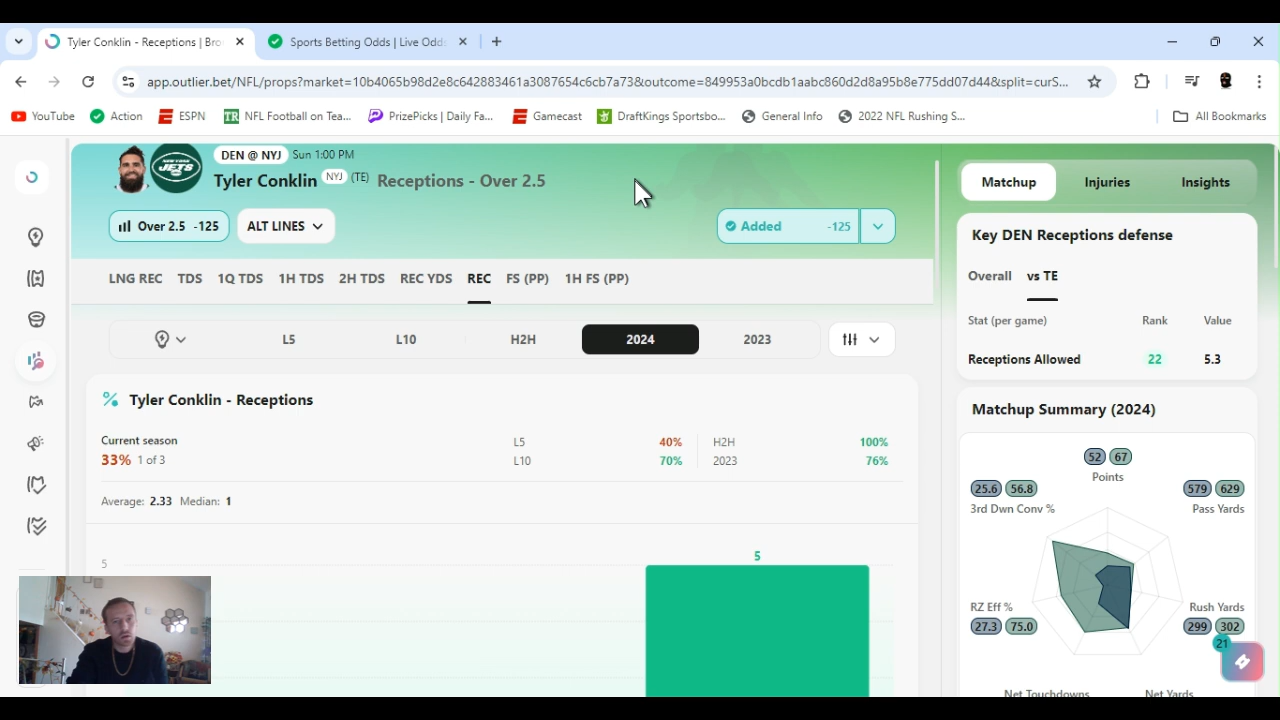 Tyler Conklin - Receptions | Bro
Sports Betting Odds | Live Odd
app.outlier.bet/NFL/props?market=10b4065b98d2e8c642883461a3087654c6cb7a73&outcome=849953a0bcdb1aabc860d2d8a95b8e775dd07d44&split=curS...
YouTube Action ESPN TR NFL Football on Tea... PrizePicks | Daily Fa... Gamecast DraftKings Sportsbo... General Info 2022 NFL Rushing S... All Bookmarks
DEN @ NYJ Sun 1:00 PM
JETS
Tyler Conklin NYJ (TE) Receptions - Over 2.5
Over 2.5 -125 ALT LINES Added -125
LNG REC TDS 1Q TDS 1H TDS 2H TDS REC YDS REC FS (PP) 1H FS (PP)
L5 L10 H2H 2024 2023
Tyler Conklin - Receptions
Current season L5 40% H2H 100%
33% 1 of 3 L10 70% 2023 76%
Average: 2.33 Median: 1
5
5
Matchup Injuries Insights
Key DEN Receptions defense
Overall vs TE
Stat (per game) Rank Value
Receptions Allowed 22 5.3
Matchup Summary (2024)
52 67
Points
25.6 56.8 579 629
3rd Dwn Conv % Pass Yards
RZ Eff % Rush Yards
27.3 75.0 299 302
21
Net Touchdowns Net Yards